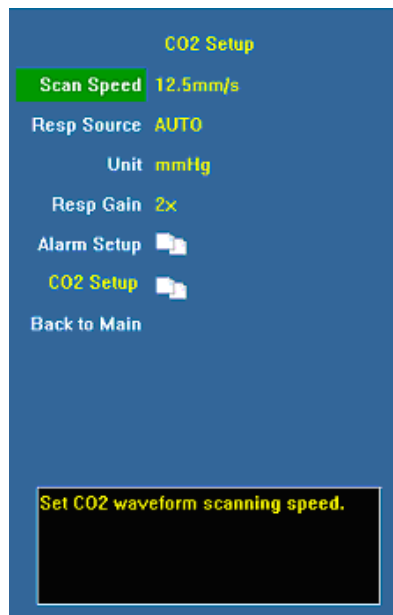 CO2 Setup
Scan Speed 12.5mm/s
Resp Source AUTO
Unit mmHg
Resp Gain 2x
Alarm Setup
CO2 Setup
Back to Main
Set CO2 waveform scanning speed.